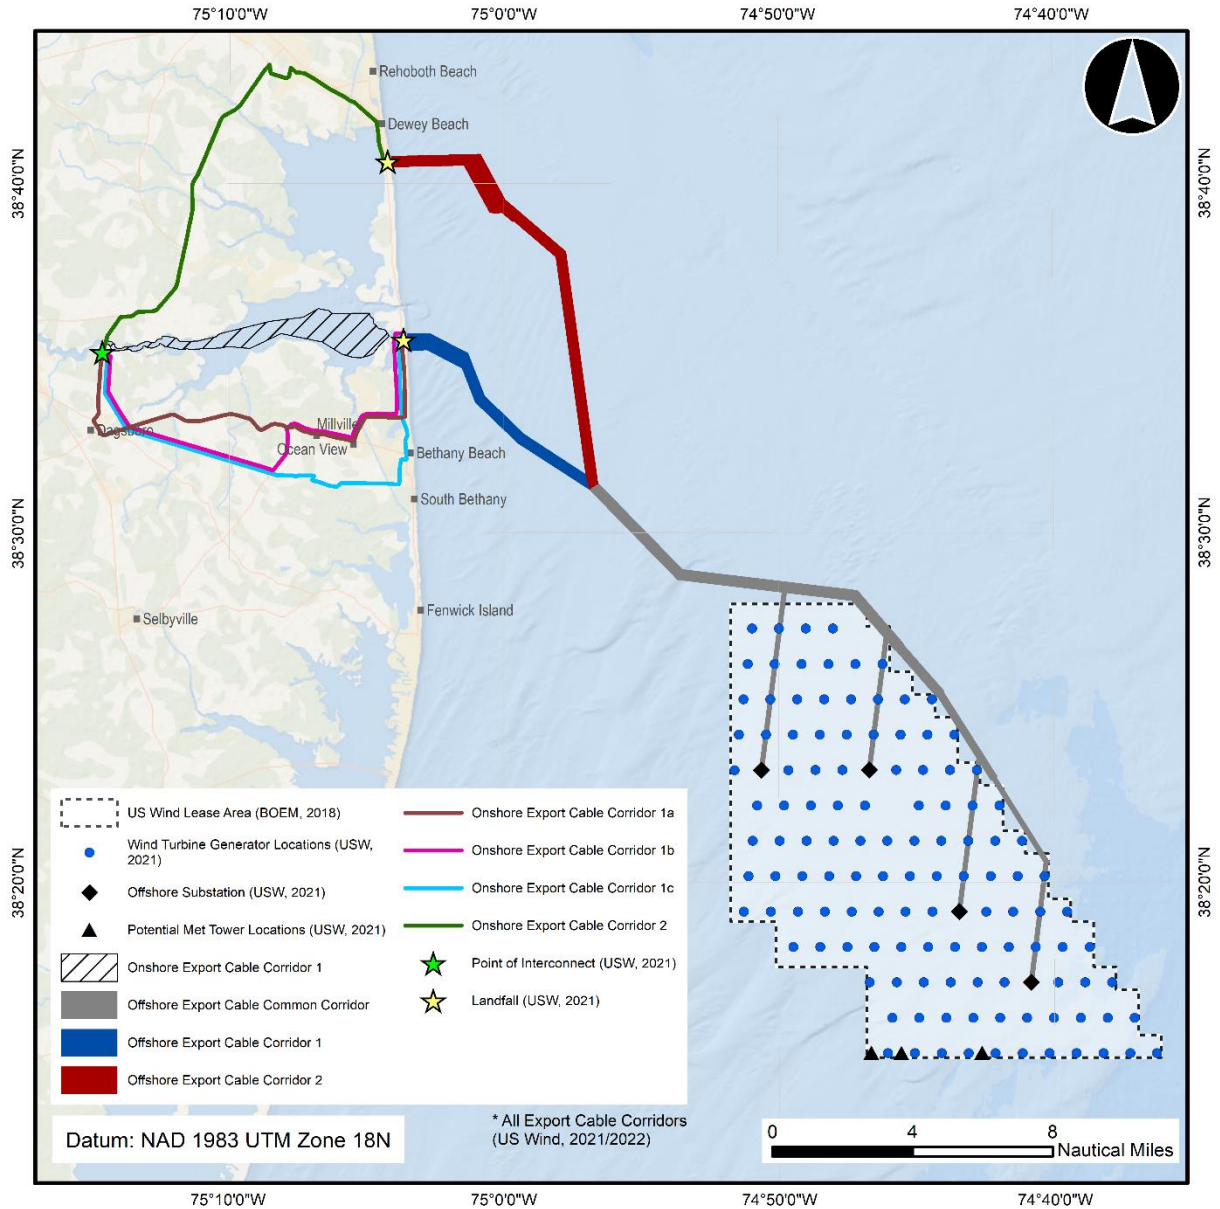 75°10'0"W
75°0'0"W
74°50'0"W
74°40'0"W
38°40'0"N
38°40'0"N
Rehoboth Beach
Dewey Beach
Millville
Dagsboro
Ocean View
Bethany Beach
South Bethany
38°30'0"N
38°30'0"N
Fenwick Island
Selbyville
38°20'0"N
38°20'0"N
US Wind Lease Area (BOEM, 2018)
Wind Turbine Generator Locations (USW,
2021)
Offshore Substation (USW, 2021)
Potential Met Tower Locations (USW, 2021)
Onshore Export Cable Corridor 1
Offshore Export Cable Common Corridor
Offshore Export Cable Corridor 1
Offshore Export Cable Corridor 2
Onshore Export Cable Corridor 1a
Onshore Export Cable Corridor 1b
Onshore Export Cable Corridor 1c
Onshore Export Cable Corridor 2
Point of Interconnect (USW, 2021)
Landfall (USW, 2021)
Datum: NAD 1983 UTM Zone 18N
* All Export Cable Corridors
(US Wind, 2021/2022)
0 4 8
Nautical Miles
75°10'0"W
75°0'0"W
74°50'0"W
74°40'0"W